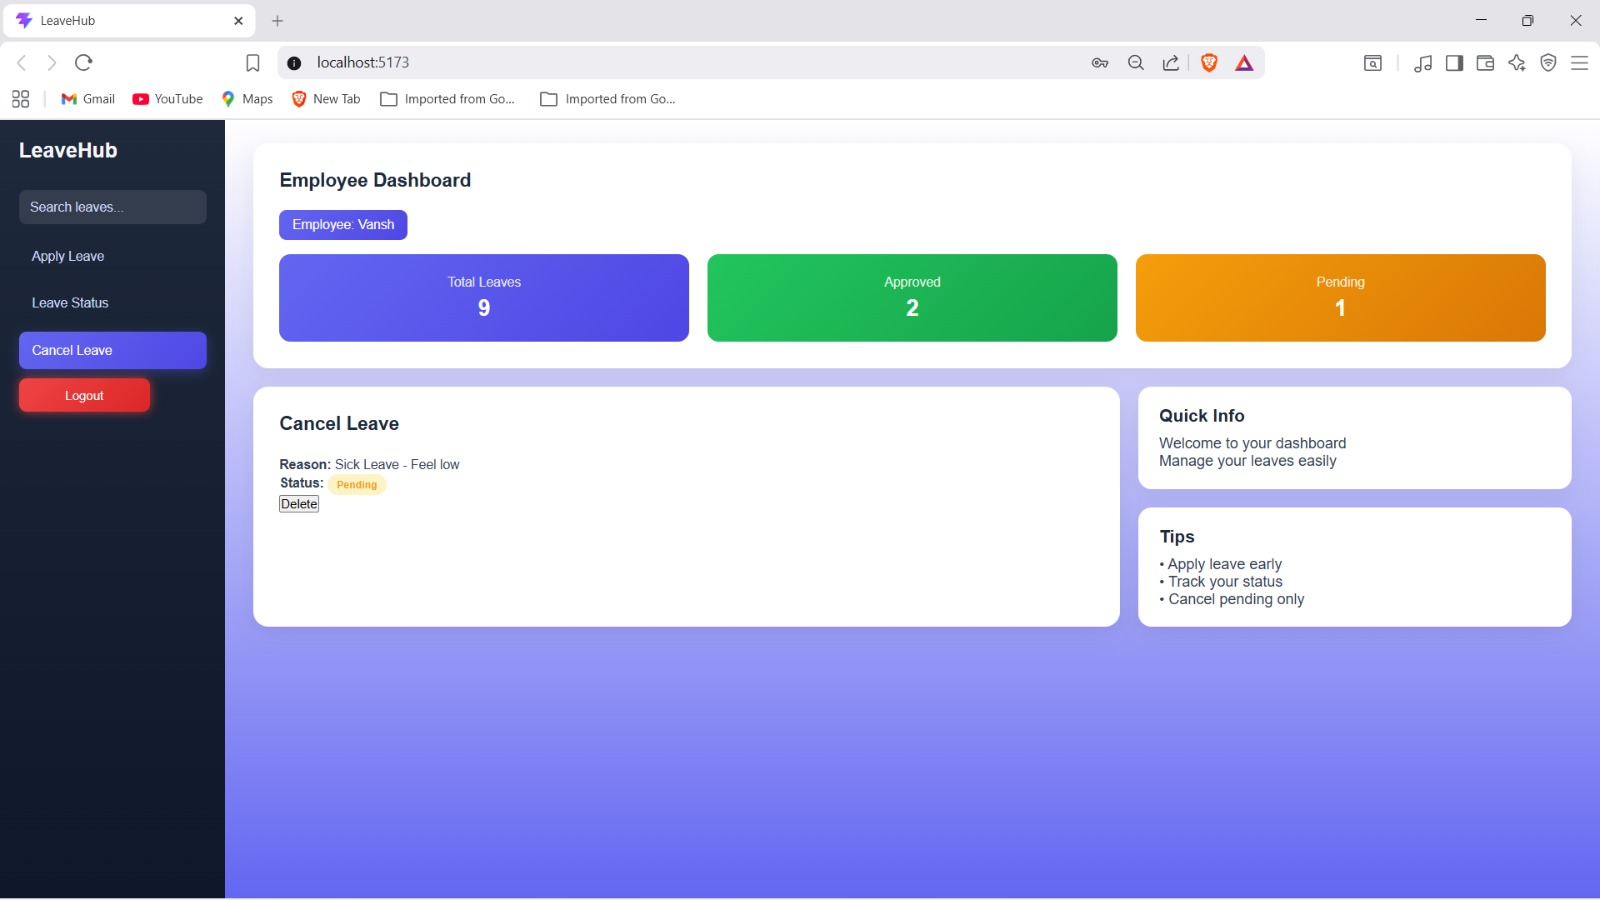 LeaveHub
localhost:5173
Gmail
YouTube
Maps
New Tab
Imported from Go...
Imported from Go...
LeaveHub
Search leaves...
Apply Leave
Leave Status
Cancel Leave
Logout
Employee Dashboard
Employee: Vansh
Total Leaves
9
Approved
2
Pending
1
Cancel Leave
Reason: Sick Leave - Feel low
Status: Pending
Delete
Quick Info
Welcome to your dashboard
Manage your leaves easily
Tips
• Apply leave early
• Track your status
• Cancel pending only